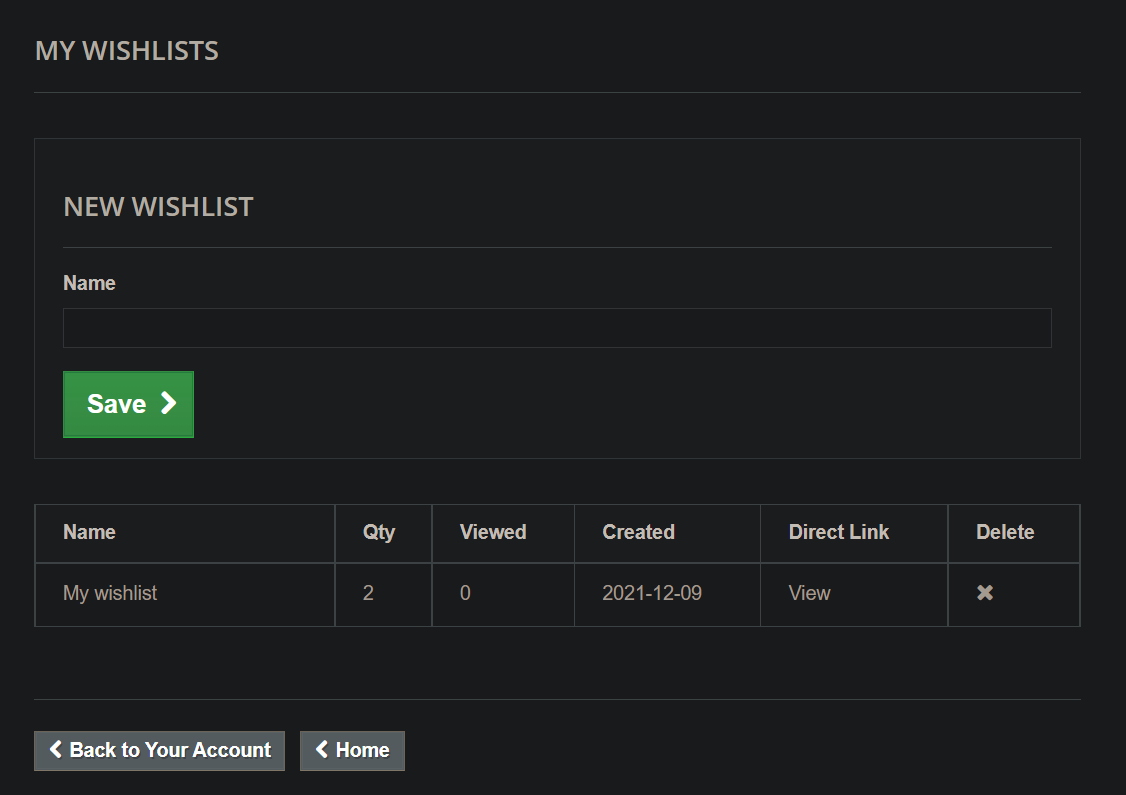 MY WISHLISTS
NEW WISHLIST
Name
Save
Name Qty Viewed Created Direct Link Delete
My wishlist 2 0 2021-12-09 View
Back to Your Account Home